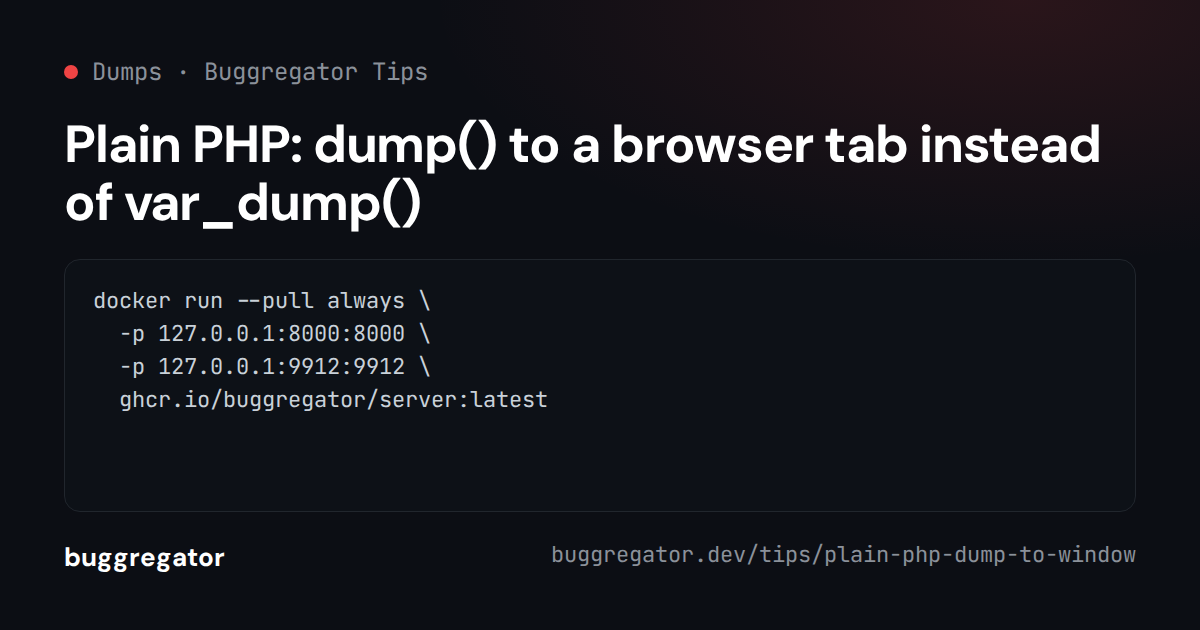 Dumps · Buggregator Tips
Plain PHP: dump() to a browser tab instead
of var_dump()
docker run --pull always \
-p 127.0.0.1:8000:8000 \
-p 127.0.0.1:9912:9912 \
ghcr.io/buggregator/server:latest
buggregator
buggregator.dev/tips/plain-php-dump-to-window